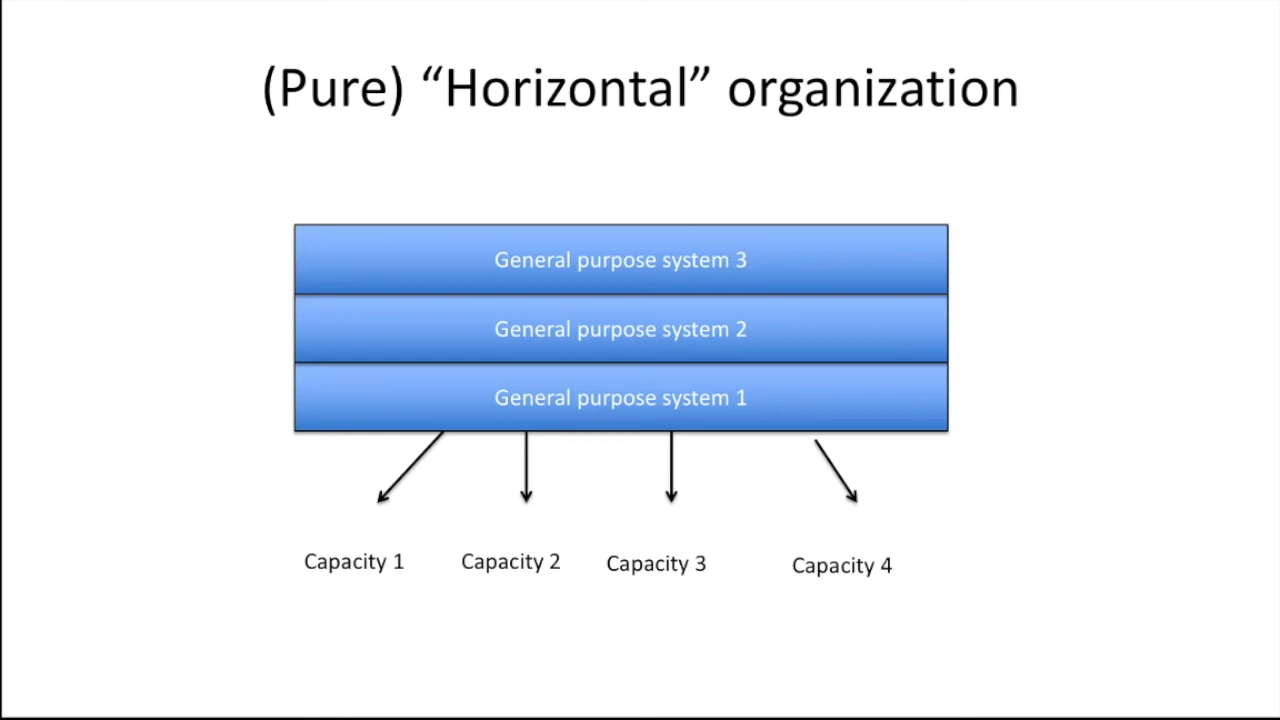 (Pure) “Horizontal” organization
General purpose system 3
General purpose system 2
General purpose system 1
Capacity 1
Capacity 2
Capacity 3
Capacity 4